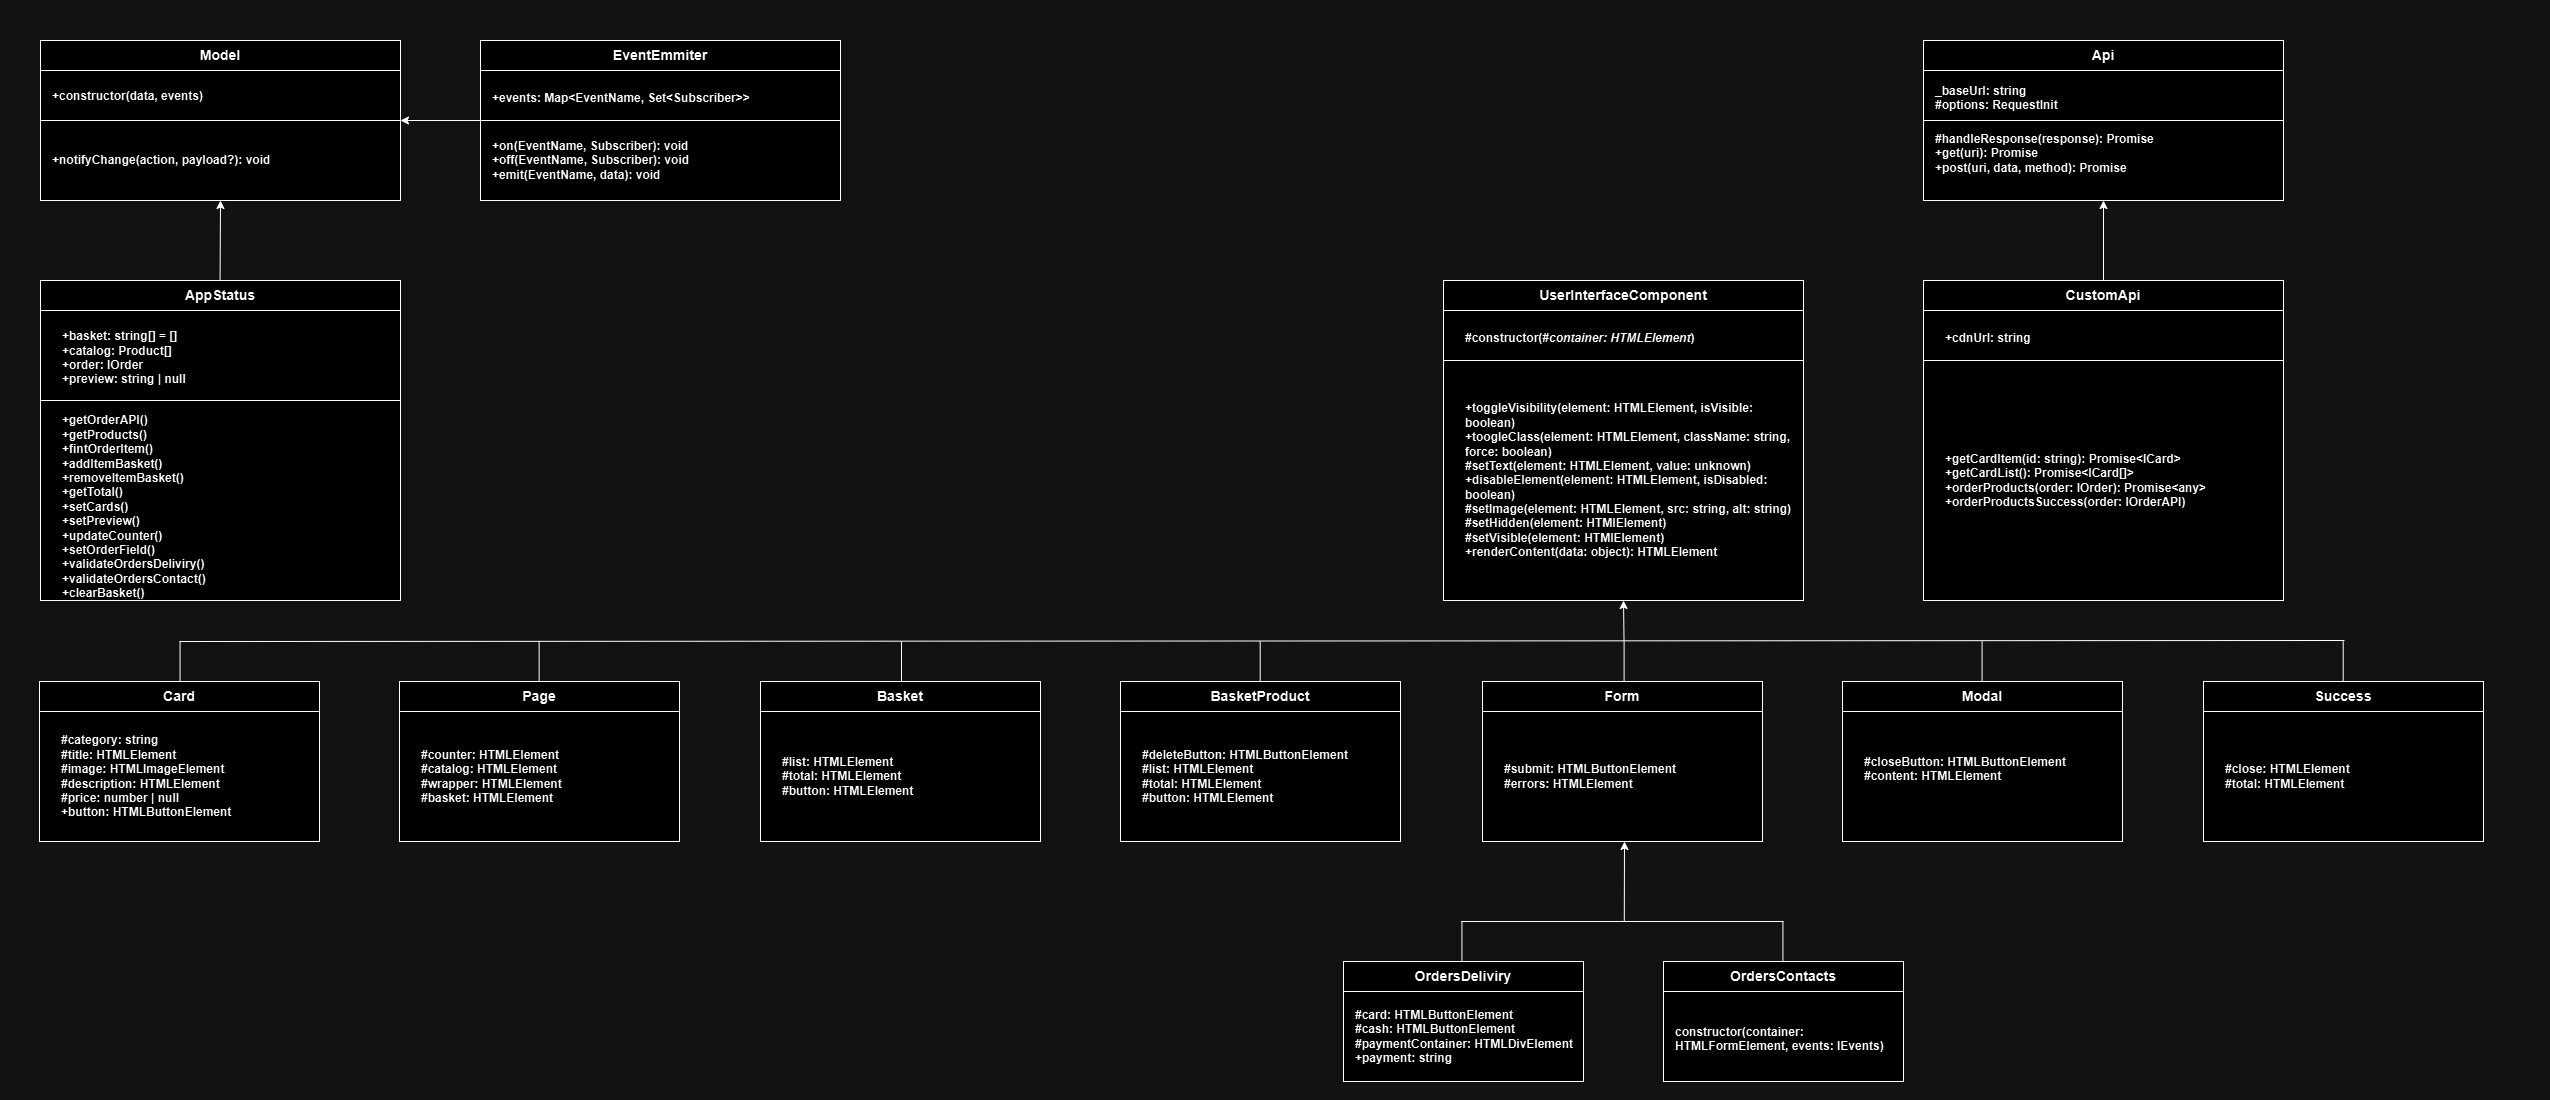 Model
+constructor(data, events)
+notifyChange(action, payload?): void
EventEmmiter
+events: Map<EventName, Set<Subscriber>>
+on(EventName, Subscriber): void
+off(EventName, Subscriber): void
+emit(EventName, data): void
Api
_baseUrl: string
#options: RequestInit
#handleResponse(response): Promise
+get(uri): Promise
+post(uri, data, method): Promise
AppStatus
+basket: string[] = []
+catalog: Product[]
+order: IOrder
+preview: string | null
+getOrderAPI()
+getProducts()
+fintOrderItem()
+addItemBasket()
+removeItemBasket()
+getTotal()
+setCards()
+setPreview()
+updateCounter()
+setOrderField()
+validateOrdersDeliviry()
+validateOrdersContact()
+clearBasket()
UserInterfaceComponent
#constructor(#container: HTMLElement)
+toggleVisibility(element: HTMLElement, isVisible:
boolean)
+toogleClass(element: HTMLElement, className: string,
force: boolean)
#setText(element: HTMLElement, value: unknown)
+disableElement(element: HTMLElement, isDisabled:
boolean)
#setImage(element: HTMLElement, src: string, alt: string)
#setHidden(element: HTMlElement)
#setVisible(element: HTMlElement)
+renderContent(data: object): HTMLElement
CustomApi
+cdnUrl: string
+getCardItem(id: string): Promise<ICard>
+getCardList(): Promise<ICard[]>
+orderProducts(order: IOrder): Promise<any>
+orderProductsSuccess(order: IOrderAPI)
Card
#category: string
#title: HTMLElement
#image: HTMLImageElement
#description: HTMLElement
#price: number | null
+button: HTMLButtonElement
Page
#counter: HTMLElement
#catalog: HTMLElement
#wrapper: HTMLElement
#basket: HTMLElement
Basket
#list: HTMLElement
#total: HTMLElement
#button: HTMLElement
BasketProduct
#deleteButton: HTMLButtonElement
#list: HTMLElement
#total: HTMLElement
#button: HTMLElement
Form
#submit: HTMLButtonElement
#errors: HTMLElement
Modal
#closeButton: HTMLButtonElement
#content: HTMLElement
Success
#close: HTMLElement
#total: HTMLElement
OrdersDeliviry
#card: HTMLButtonElement
#cash: HTMLButtonElement
#paymentContainer: HTMLDivElement
+payment: string
OrdersContacts
constructor(container:
HTMLFormElement, events: IEvents)